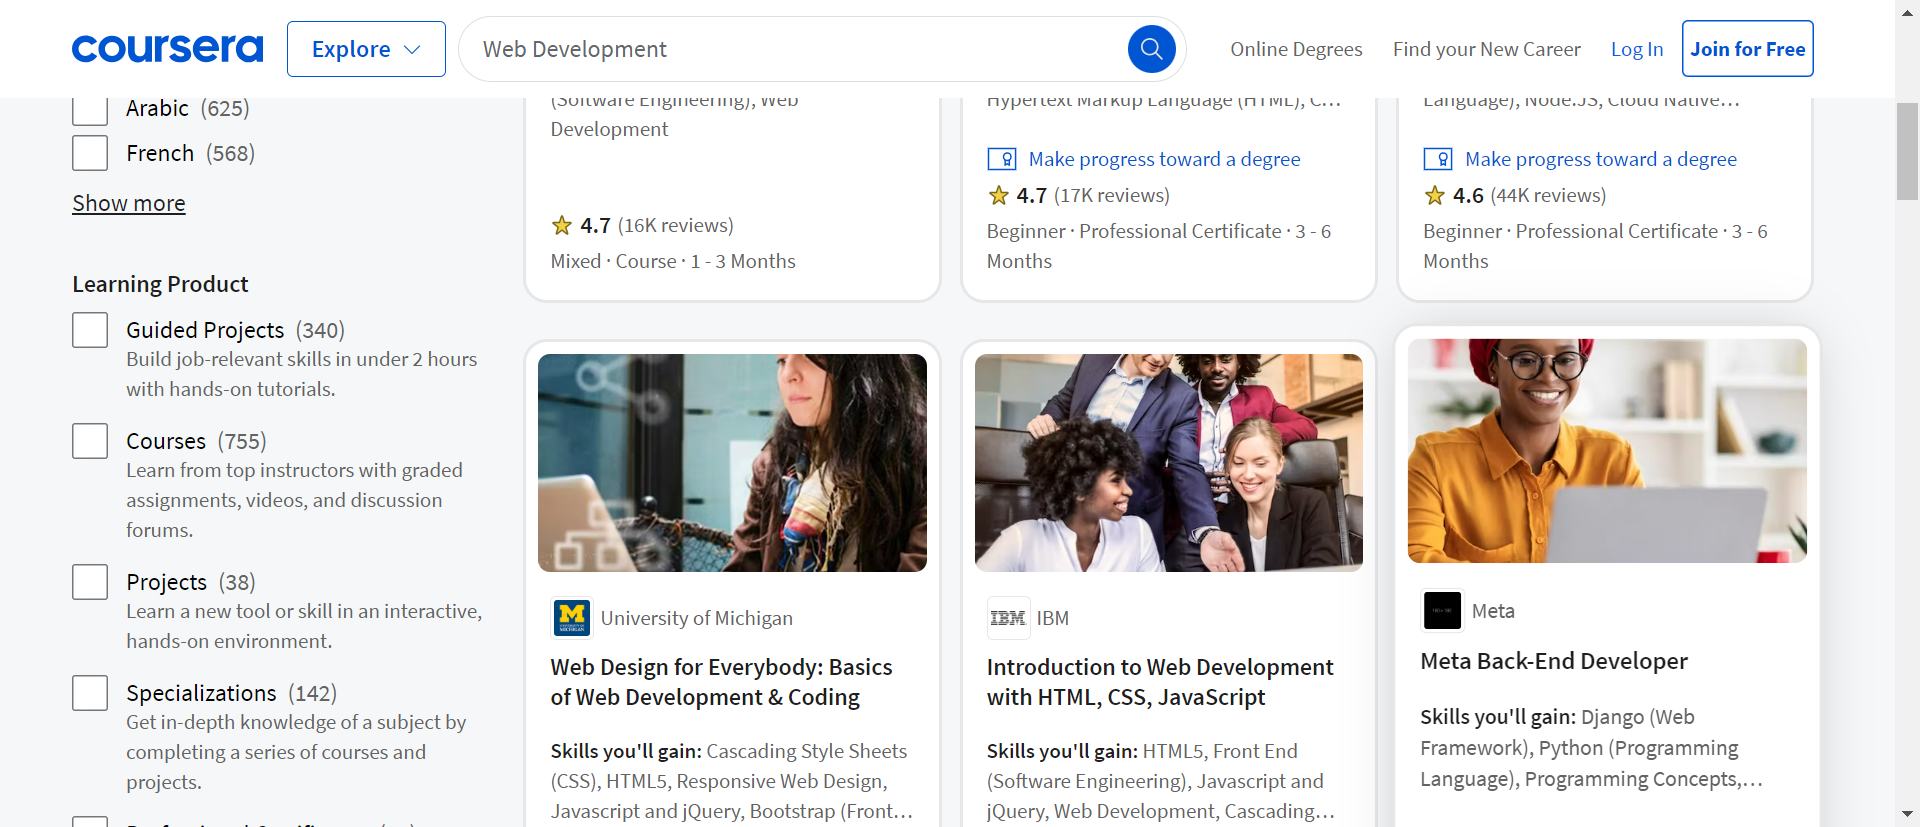 coursera
Explore
Web Development
Online Degrees
Find your New Career
Log In
Join for Free
Arabic (625)
French (568)
Show more
Learning Product
Guided Projects (340)
Build job-relevant skills in under 2 hours
with hands-on tutorials.
Courses (755)
Learn from top instructors with graded
assignments, videos, and discussion
forums.
Projects (38)
Learn a new tool or skill in an interactive,
hands-on environment.
Specializations (142)
Get in-depth knowledge of a subject by
completing a series of courses and
projects.
(Software Engineering), Web
Development
4.7 (16K reviews)
Mixed · Course · 1 - 3 Months
Hypertext Markup Language (HTML), C...
Make progress toward a degree
4.7 (17K reviews)
Beginner · Professional Certificate · 3 - 6
Months
Language), Node.JS, Cloud Native...
Make progress toward a degree
4.6 (44K reviews)
Beginner · Professional Certificate · 3 - 6
Months
University of Michigan
Web Design for Everybody: Basics
of Web Development & Coding
Skills you'll gain: Cascading Style Sheets
(CSS), HTML5, Responsive Web Design,
Javascript and jQuery, Bootstrap (Front...
IBM
IBM
Introduction to Web Development
with HTML, CSS, JavaScript
Skills you'll gain: HTML5, Front End
(Software Engineering), Javascript and
jQuery, Web Development, Cascading...
Meta
Meta Back-End Developer
Skills you'll gain: Django (Web
Framework), Python (Programming
Language), Programming Concepts,...